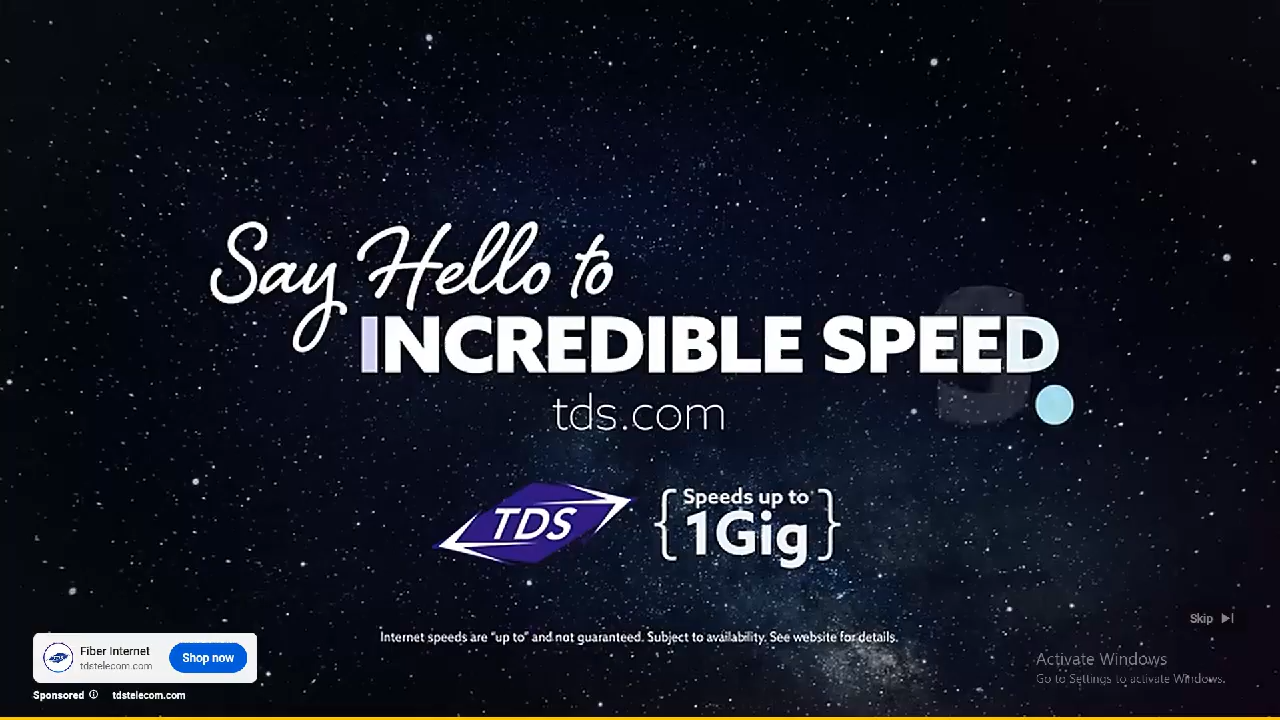 Say Hello to
INCREDIBLE SPEED
tds.com
TDS
{Speeds up to
1Gig}
Internet speeds are "up to" and not guaranteed. Subject to availability. See website for details.
Skip
Fiber Internet
tdstelecom.com
Shop now
Sponsored
tdstelecom.com
Activate Windows
Go to Settings to activate Windows.